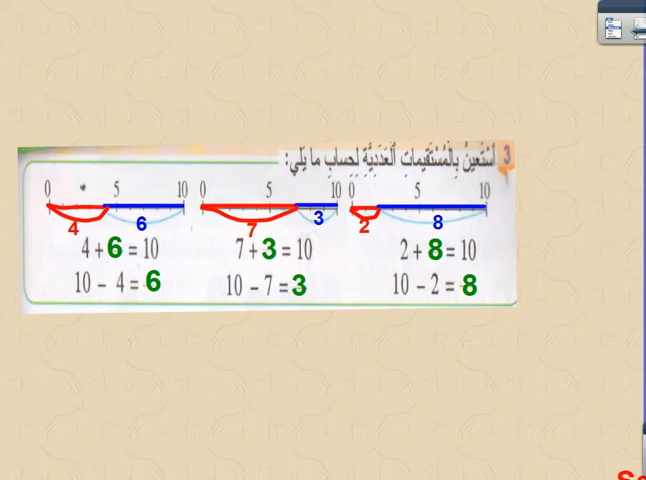 3 أَسْتَعِينُ بِالْمُسْتَقِيمَاتِ الْعَدَدِيَّةِ لِحِسَابِ ما يَلي:
0 5 10 0 5 10 0 5 10
4 6 7 3 2 8
4 + 6 = 10 7 + 3 = 10 2 + 8 = 10
10 - 4 = 6 10 - 7 = 3 10 - 2 = 8